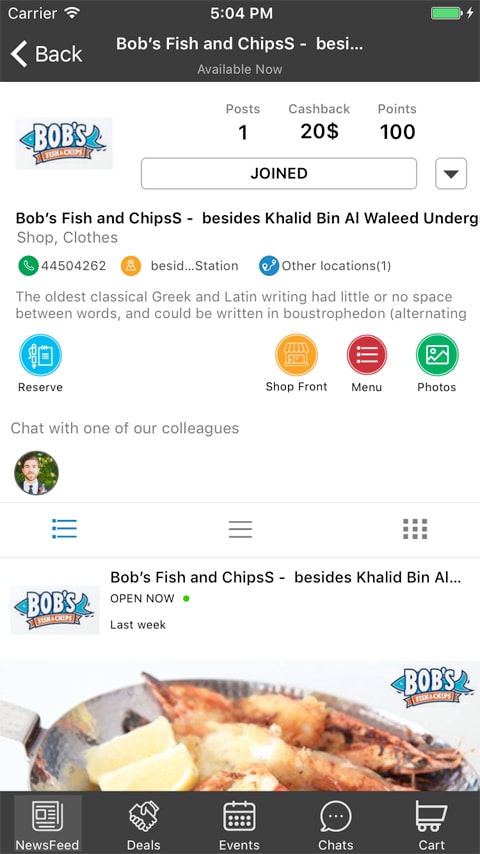 Carrier 5:04 PM
Back
Bob's Fish and ChipsS - besi...
Available Now
Posts Cashback Points
1 20$ 100
BOB'S
FISH & CHIPS
JOINED
Bob's Fish and ChipsS - besides Khalid Bin Al Waleed Underg
Shop, Clothes
44504262 besid...Station Other locations(1)
The oldest classical Greek and Latin writing had little or no space
between words, and could be written in boustrophedon (alternating
Reserve Shop Front Menu Photos
Chat with one of our colleagues
BOB'S
FISH & CHIPS
Bob's Fish and ChipsS - besides Khalid Bin Al...
OPEN NOW
Last week
BOB'S
FISH & CHIPS
NewsFeed Deals Events Chats Cart